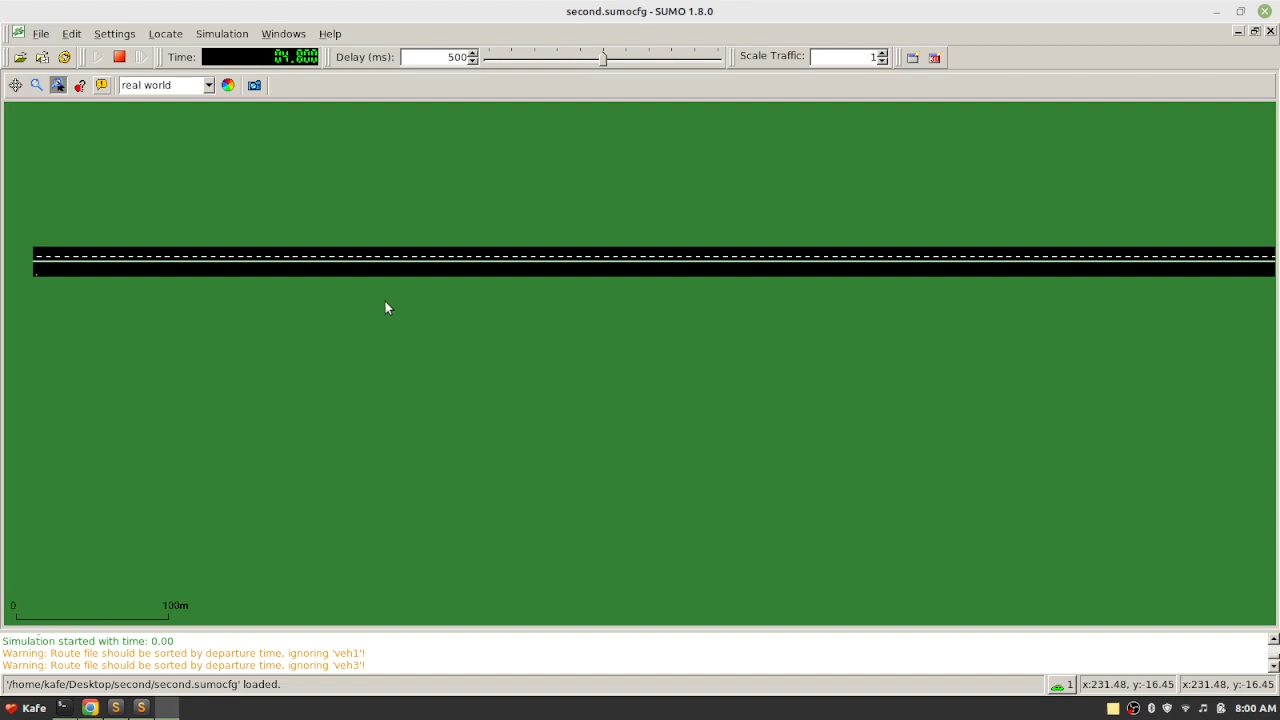 second.sumocfg - SUMO 1.8.0
File Edit Settings Locate Simulation Windows Help
Time: 04.800 Delay (ms): 500 Scale Traffic: 1
real world
0 100m
Simulation started with time: 0.00
Warning: Route file should be sorted by departure time, ignoring 'veh1'!
Warning: Route file should be sorted by departure time, ignoring 'veh3'!
'/home/kafe/Desktop/second/second.sumocfg' loaded. 1 x:231.48, y:-16.45 x:231.48, y:-16.45
Kafe 8:00 AM